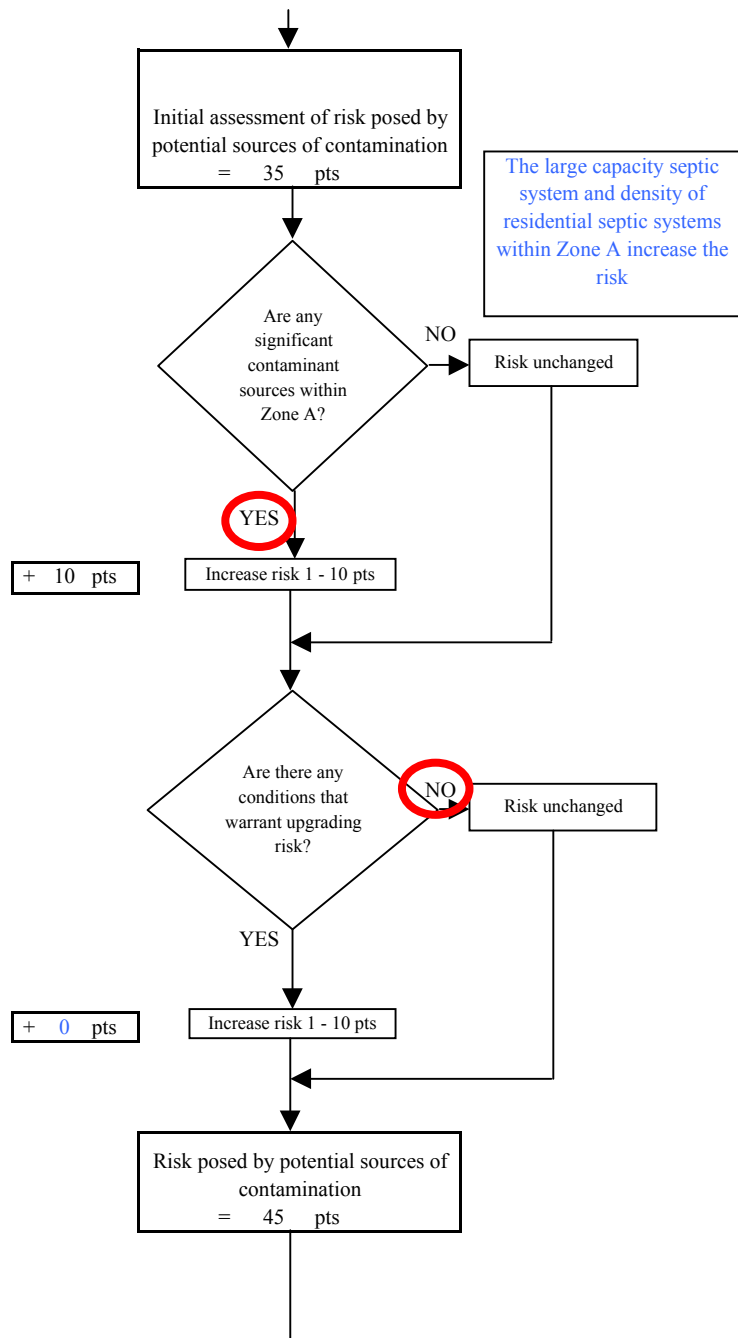 Initial assessment of risk posed by
potential sources of contamination
= 35 pts
The large capacity septic
system and density of
residential septic systems
within Zone A increase the
risk
Are any
significant
contaminant
sources within
Zone A?
NO
Risk unchanged
YES
+ 10 pts
Increase risk 1 - 10 pts
Are there any
conditions that
warrant upgrading
risk?
NO
Risk unchanged
YES
+ 0 pts
Increase risk 1 - 10 pts
Risk posed by potential sources of
contamination
= 45 pts